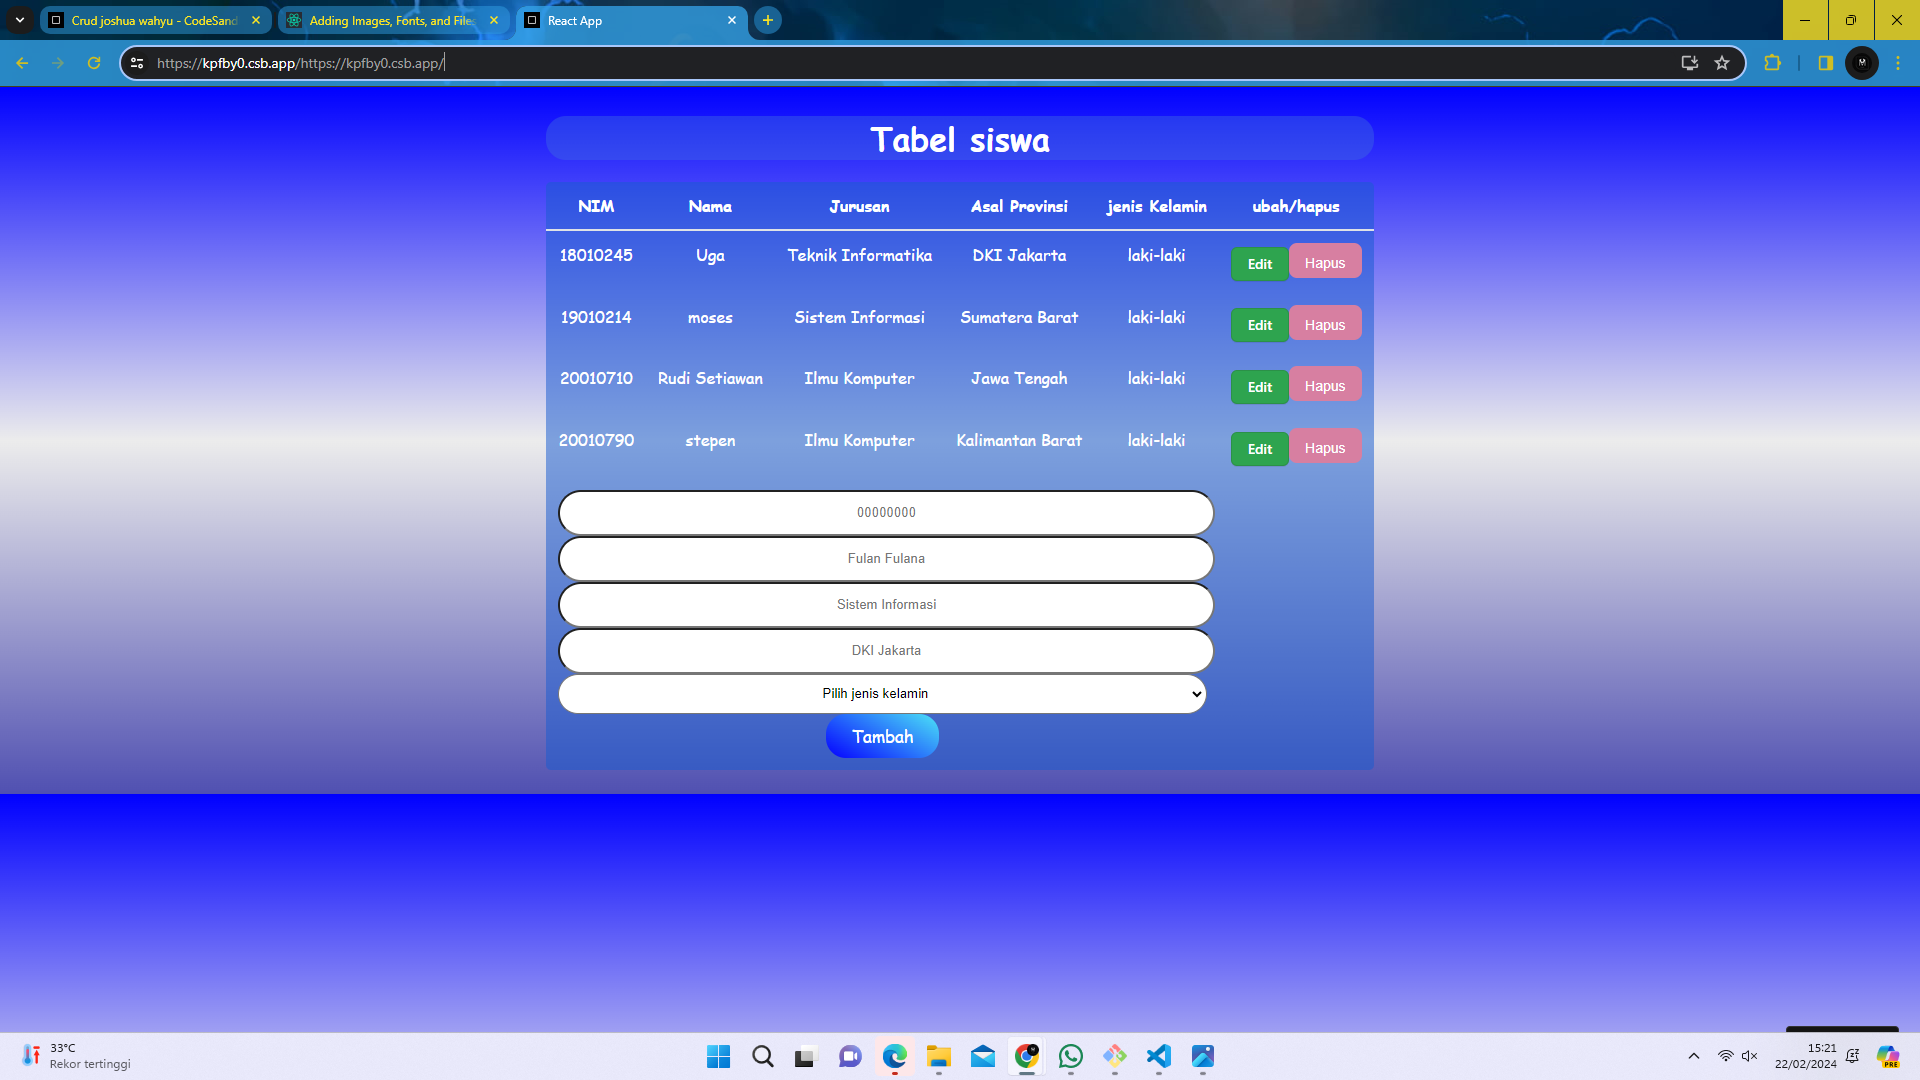 Crud joshua wahyu - CodeSand
Adding Images, Fonts, and Files
React App
https://kpfby0.csb.app/https://kpfby0.csb.app/
Tabel siswa
NIM Nama Jurusan Asal Provinsi jenis Kelamin ubah/hapus
18010245 Uga Teknik Informatika DKI Jakarta laki-laki Edit Hapus
19010214 moses Sistem Informasi Sumatera Barat laki-laki Edit Hapus
20010710 Rudi Setiawan Ilmu Komputer Jawa Tengah laki-laki Edit Hapus
20010790 stepen Ilmu Komputer Kalimantan Barat laki-laki Edit Hapus
00000000
Fulan Fulana
Sistem Informasi
DKI Jakarta
Pilih jenis kelamin
Tambah
33°C
Rekor tertinggi
15:21
22/02/2024
PRE